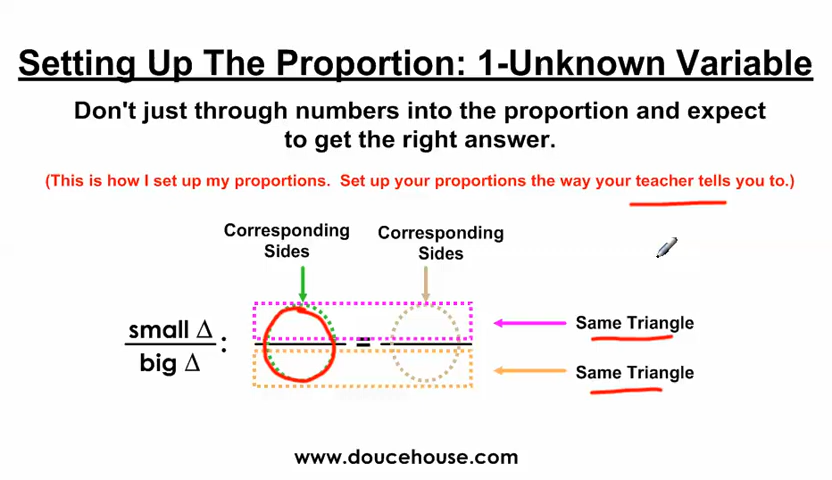 Setting Up The Proportion: 1-Unknown Variable
Don't just through numbers into the proportion and expect
to get the right answer.
(This is how I set up my proportions. Set up your proportions the way your teacher tells you to.)
Corresponding
Sides
Corresponding
Sides
small Δ
big Δ
:
=
Same Triangle
Same Triangle
www.doucehouse.com